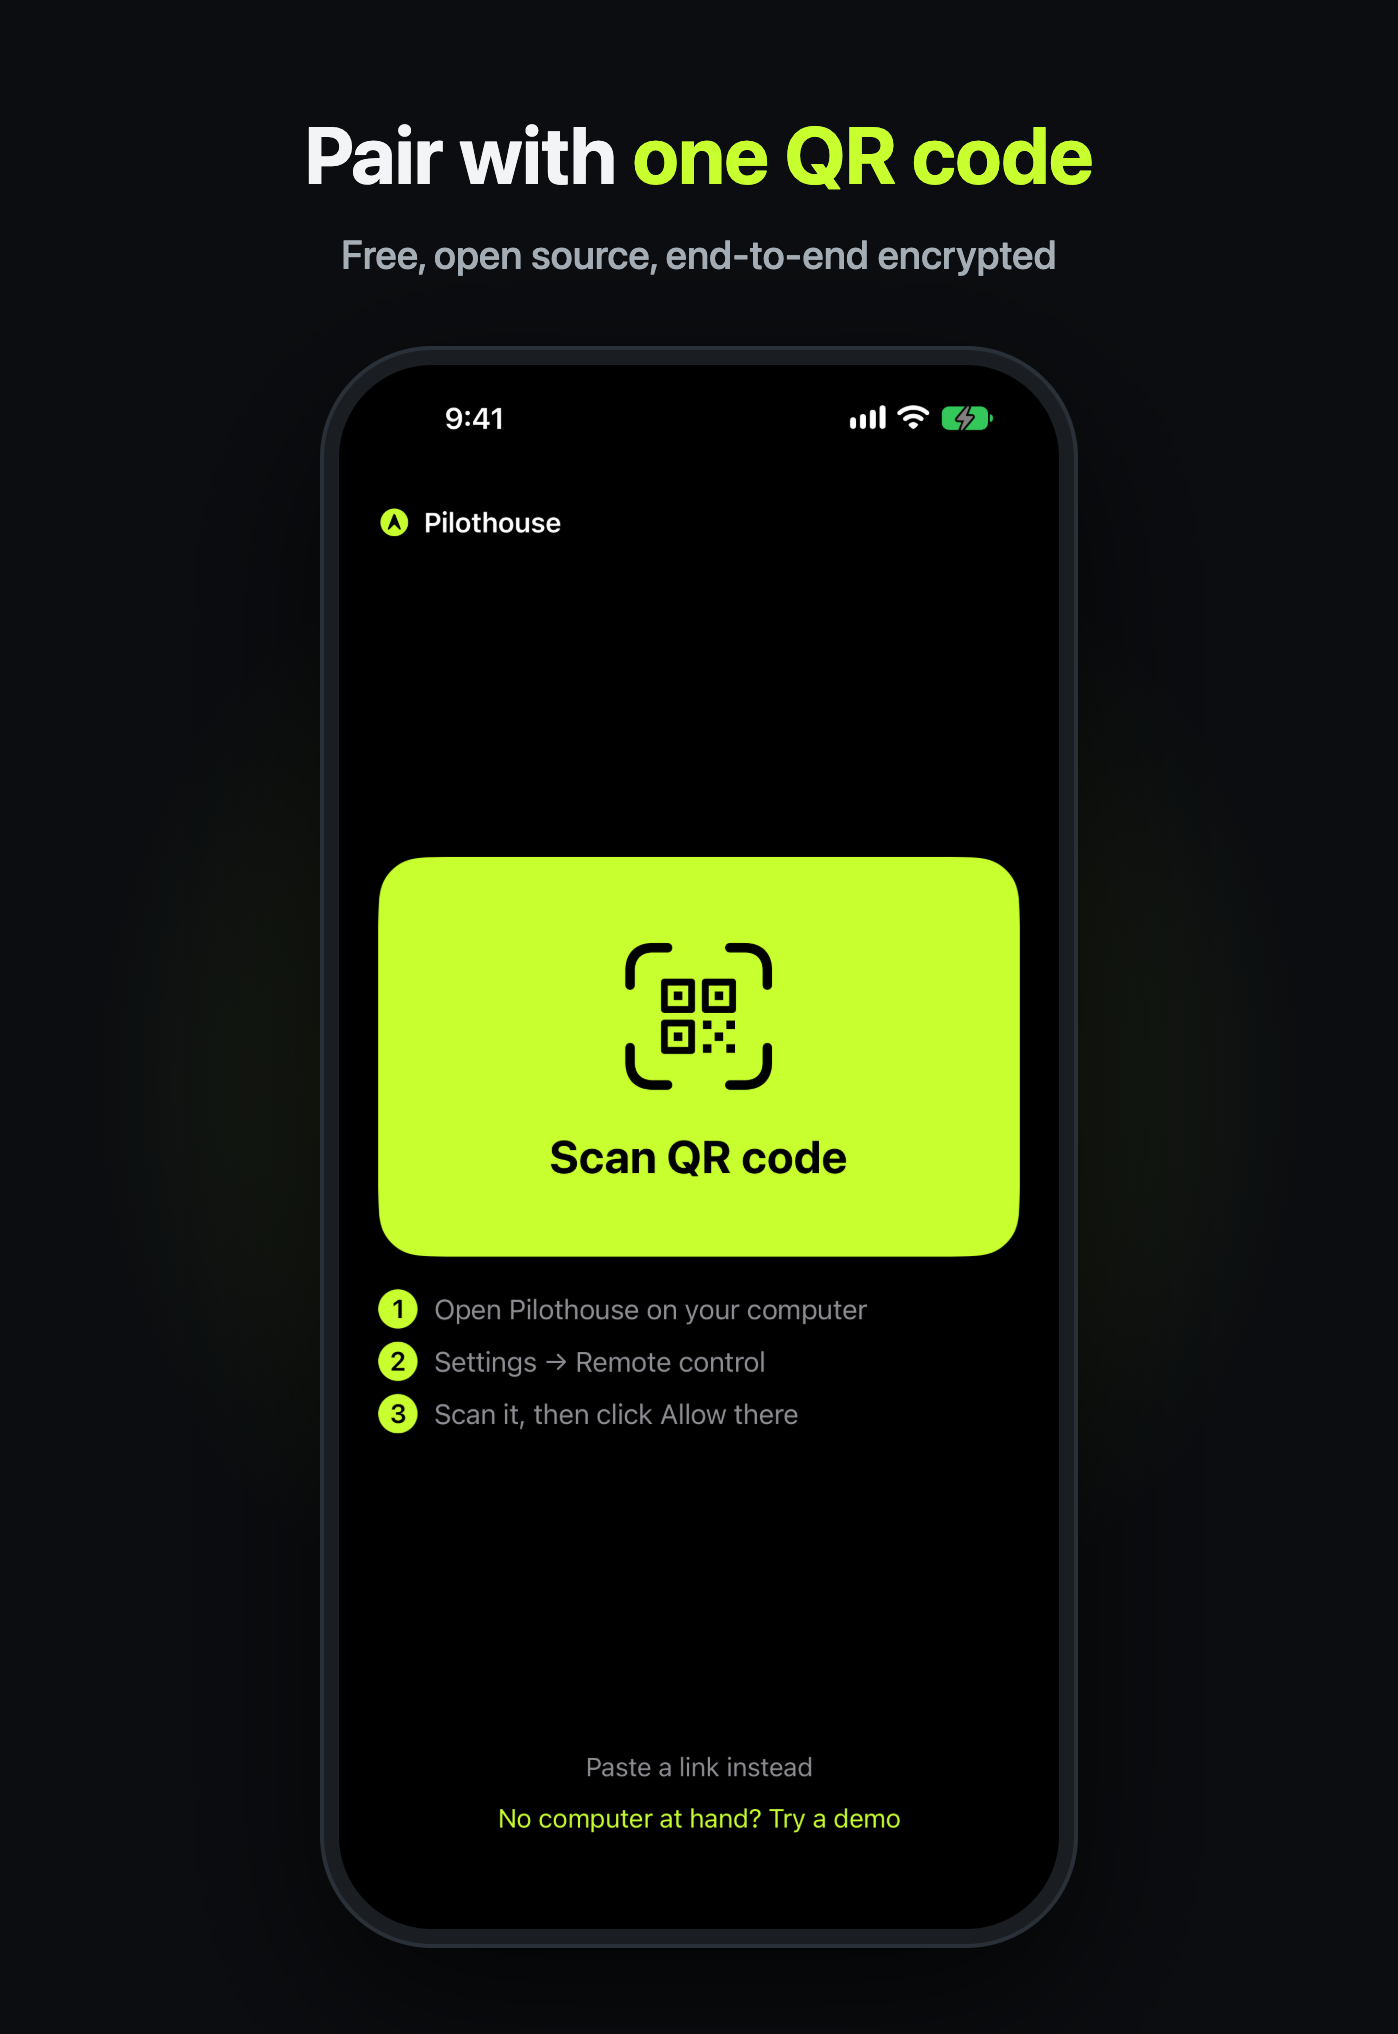 Pair with one QR code
Free, open source, end-to-end encrypted
9:41
Pilothouse
Scan QR code
1 Open Pilothouse on your computer
2 Settings → Remote control
3 Scan it, then click Allow there
Paste a link instead
No computer at hand? Try a demo